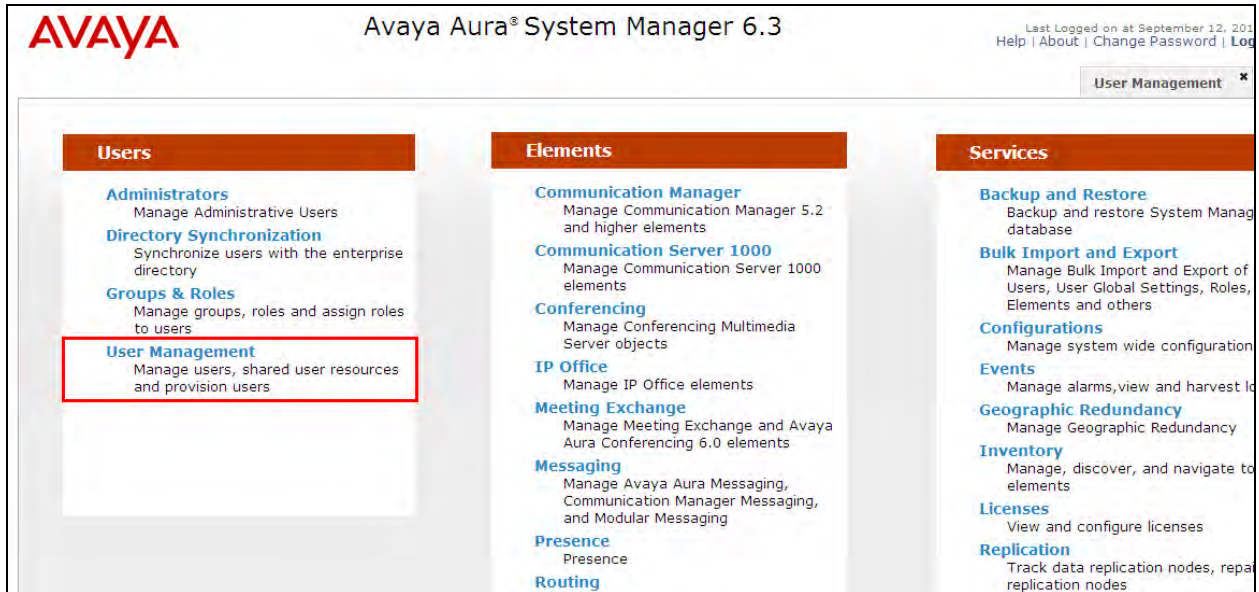 AVAYA
Avaya Aura® System Manager 6.3
Last Logged on at September 12, 201
Help | About | Change Password | Log
User Management ×
Users
Administrators
Manage Administrative Users
Directory Synchronization
Synchronize users with the enterprise
directory
Groups & Roles
Manage groups, roles and assign roles
to users
User Management
Manage users, shared user resources
and provision users
Elements
Communication Manager
Manage Communication Manager 5.2
and higher elements
Communication Server 1000
Manage Communication Server 1000
elements
Conferencing
Manage Conferencing Multimedia
Server objects
IP Office
Manage IP Office elements
Meeting Exchange
Manage Meeting Exchange and Avaya
Aura Conferencing 6.0 elements
Messaging
Manage Avaya Aura Messaging,
Communication Manager Messaging,
and Modular Messaging
Presence
Presence
Routing
Services
Backup and Restore
Backup and restore System Manag
database
Bulk Import and Export
Manage Bulk Import and Export of
Users, User Global Settings, Roles,
Elements and others
Configurations
Manage system wide configuration
Events
Manage alarms,view and harvest lo
Geographic Redundancy
Manage Geographic Redundancy
Inventory
Manage, discover, and navigate to
elements
Licenses
View and configure licenses
Replication
Track data replication nodes, repai
replication nodes